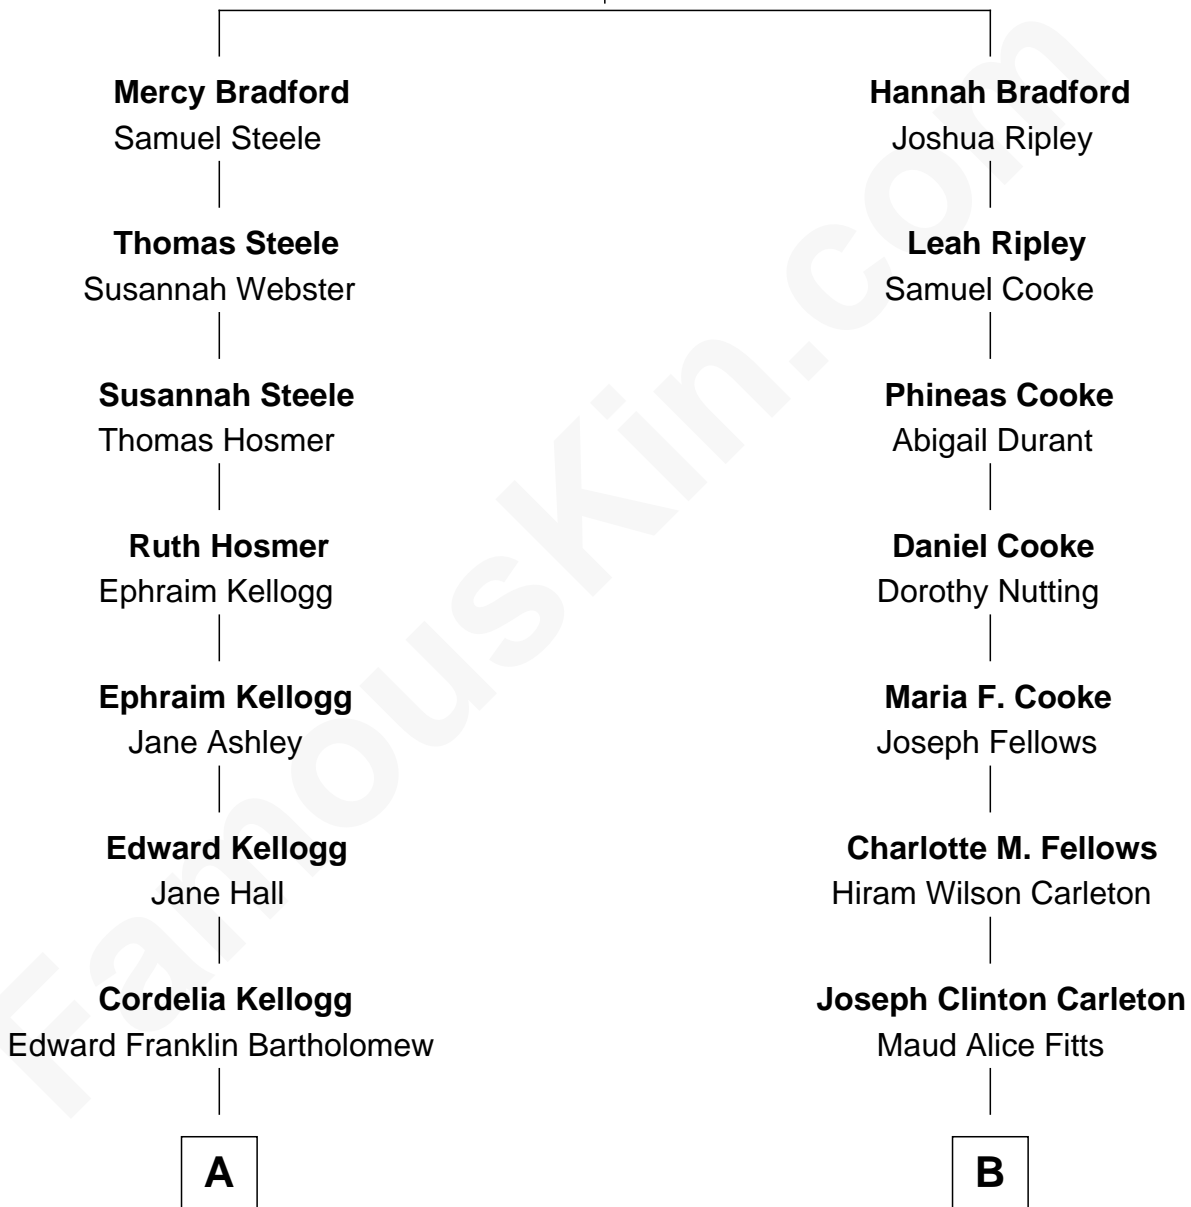 Mercy Bradford
Samuel Steele
Thomas Steele
Susannah Webster
Susannah Steele
Thomas Hosmer
Ruth Hosmer
Ephraim Kellogg
Ephraim Kellogg
Jane Ashley
Edward Kellogg
Jane Hall
Cordelia Kellogg
Edward Franklin Bartholomew
A
Hannah Bradford
Joshua Ripley
Leah Ripley
Samuel Cooke
Phineas Cooke
Abigail Durant
Daniel Cooke
Dorothy Nutting
Maria F. Cooke
Joseph Fellows
Charlotte M. Fellows
Hiram Wilson Carleton
Joseph Clinton Carleton
Maud Alice Fitts
B
FamousKin.com